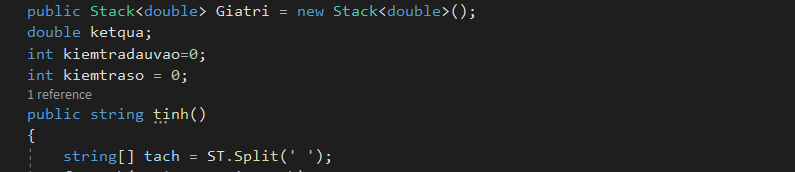 public Stack<double> Giatri = new Stack<double>();
double ketqua;
int kiemtradauvao=0;
int kiemtraso = 0;
1 reference
public string tinh()
{
string[] tach = ST.Split(' ');